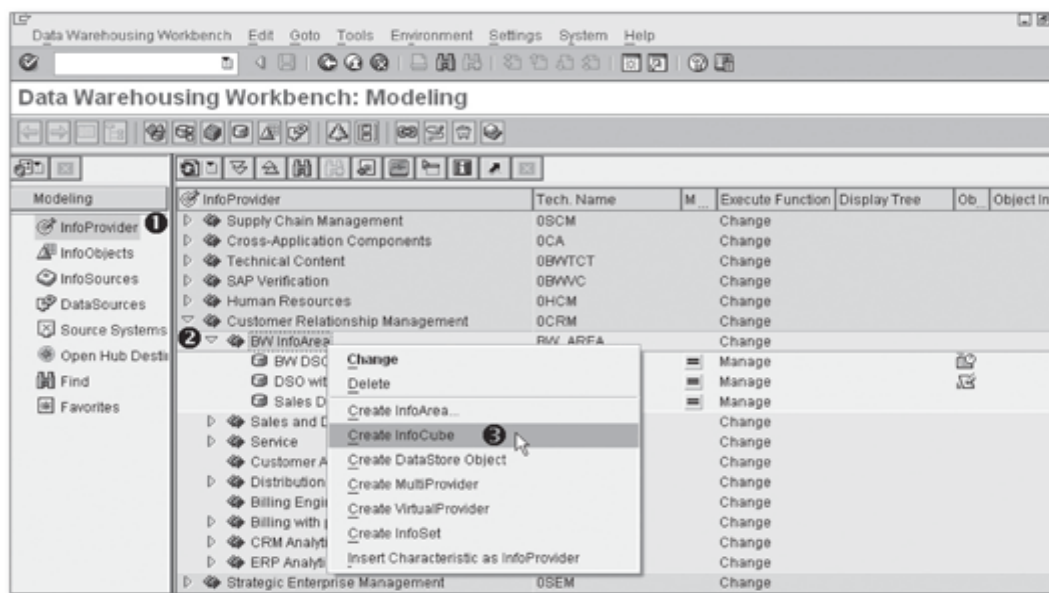 Data Warehousing Workbench Edit Goto Tools Environment Settings System Help
Data Warehousing Workbench: Modeling
Modeling
InfoProvider ❶
InfoObjects
InfoSources
DataSources
Source Systems
Open Hub Desti
Find
Favorites
InfoProvider Tech. Name M... Execute Function Display Tree Ob... Object In
Supply Chain Management 0SCM Change
Cross-Application Components 0CA Change
Technical Content 0BWTCT Change
SAP Verification 0BWVC Change
Human Resources 0HCM Change
Customer Relationship Management 0CRM Change
❷ BW InfoArea BW_AREA Change
BW DSO Manage
DSO wit Manage
Sales D Manage
Sales and D Change
Service Change
Customer A Change
Distribution Change
Billing Engi Change
Billing with Change
CRM Analyti Change
ERP Analyti Change
Strategic Enterprise Management 0SEM Change
Change
Delete
Create InfoArea...
Create InfoCube ❸
Create DataStore Object
Create MultiProvider
Create VirtualProvider
Create InfoSet
Insert Characteristic as InfoProvider